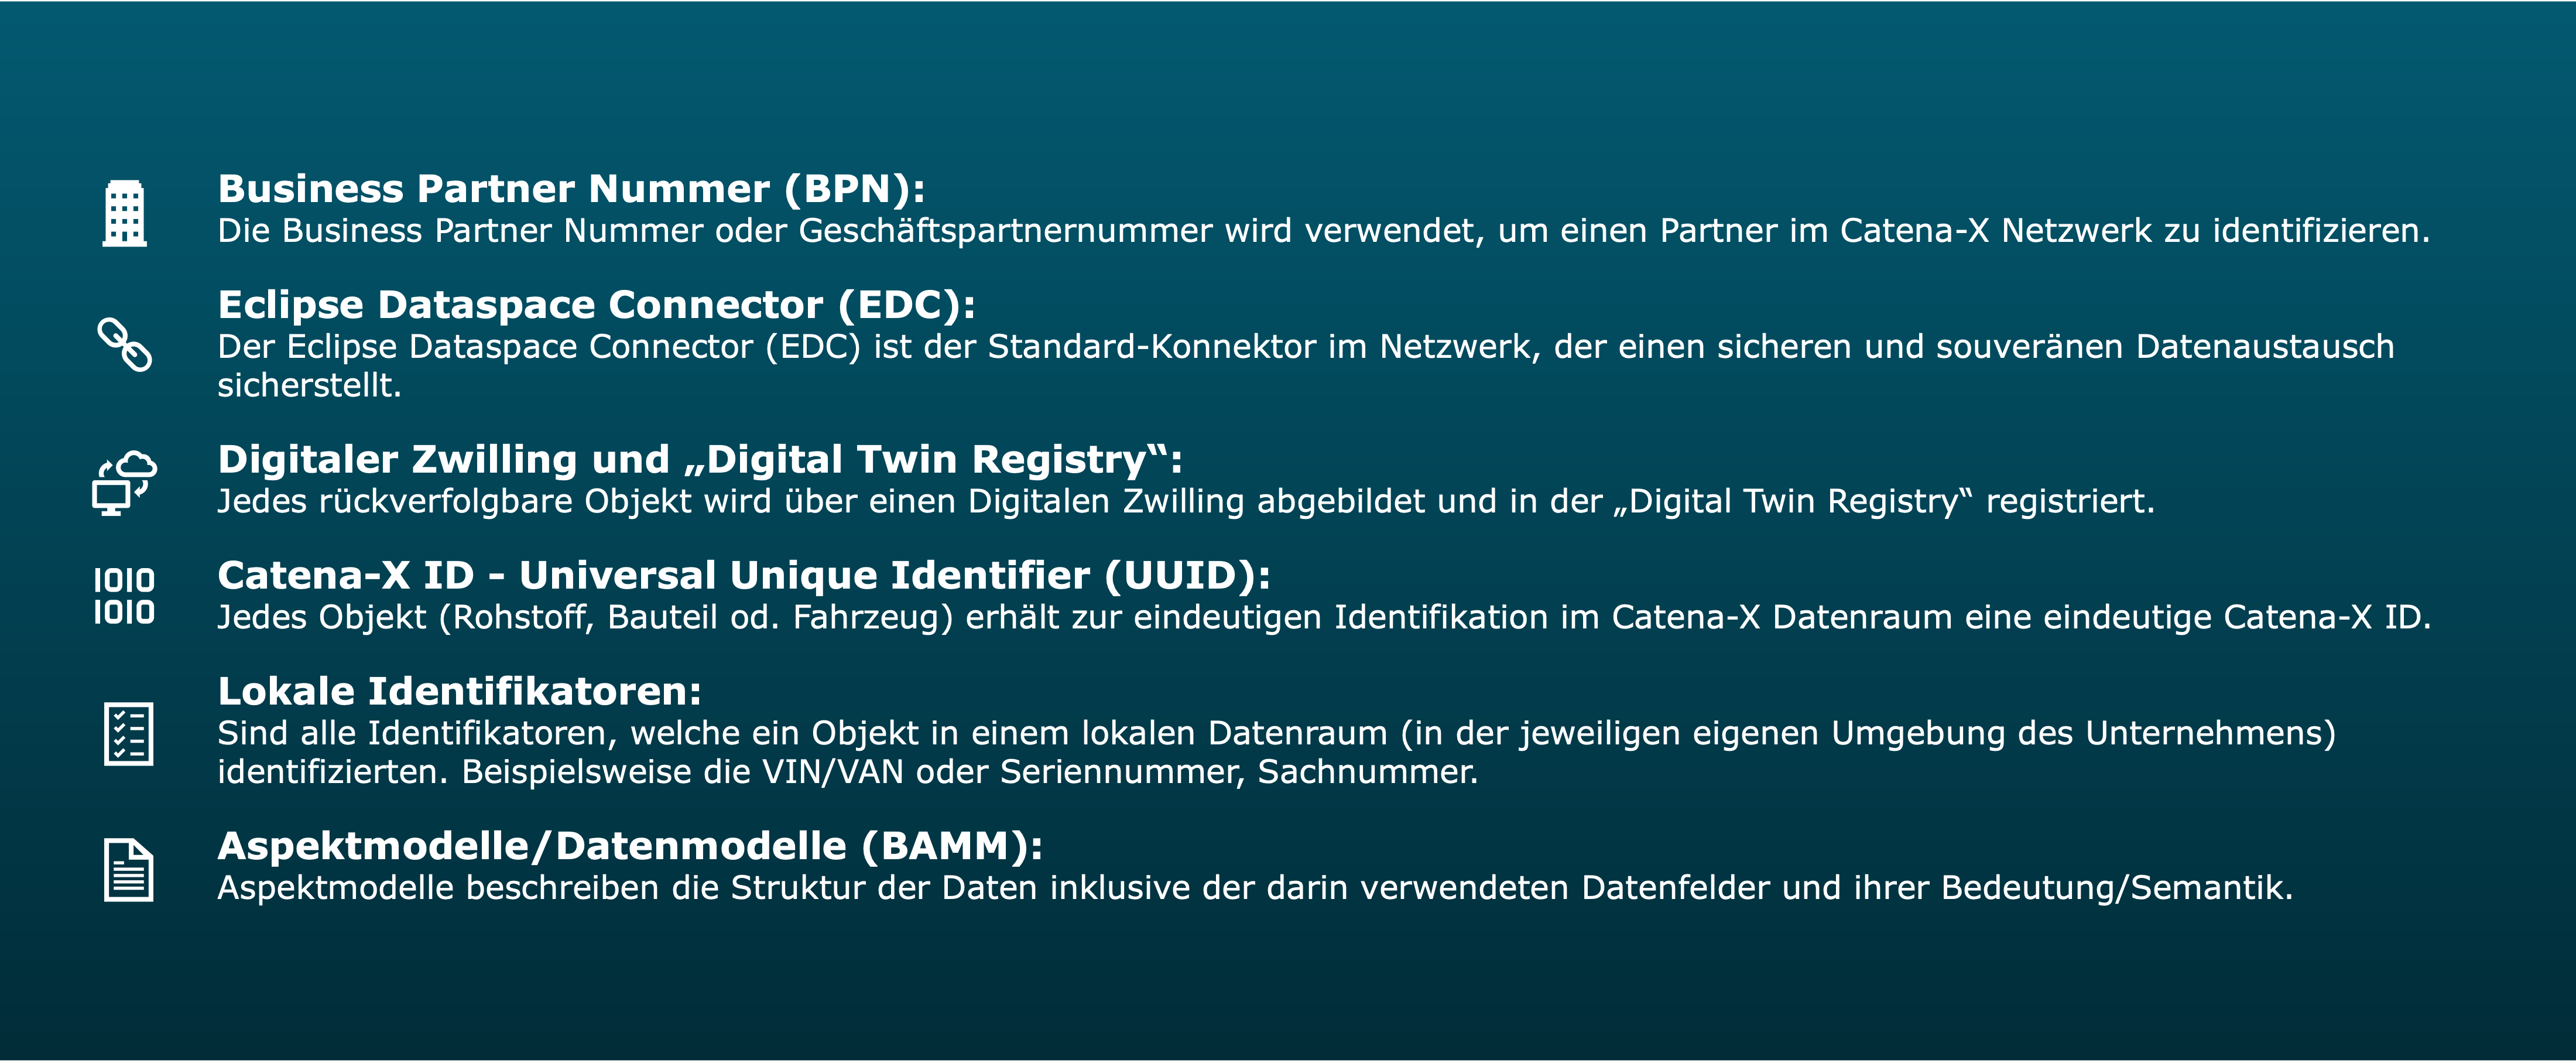 Business Partner Nummer (BPN):
Die Business Partner Nummer oder Geschäftspartnernummer wird verwendet, um einen Partner im Catena-X Netzwerk zu identifizieren.
Eclipse Dataspace Connector (EDC):
Der Eclipse Dataspace Connector (EDC) ist der Standard-Konnektor im Netzwerk, der einen sicheren und souveränen Datenaustausch
sicherstellt.
Digitaler Zwilling und „Digital Twin Registry“:
Jedes rückverfolgbare Objekt wird über einen Digitalen Zwilling abgebildet und in der „Digital Twin Registry“ registriert.
IOIO
IOIO
Catena-X ID - Universal Unique Identifier (UUID):
Jedes Objekt (Rohstoff, Bauteil od. Fahrzeug) erhält zur eindeutigen Identifikation im Catena-X Datenraum eine eindeutige Catena-X ID.
Lokale Identifikatoren:
Sind alle Identifikatoren, welche ein Objekt in einem lokalen Datenraum (in der jeweiligen eigenen Umgebung des Unternehmens)
identifizierten. Beispielsweise die VIN/VAN oder Seriennummer, Sachnummer.
Aspektmodelle/Datenmodelle (BAMM):
Aspektmodelle beschreiben die Struktur der Daten inklusive der darin verwendeten Datenfelder und ihrer Bedeutung/Semantik.